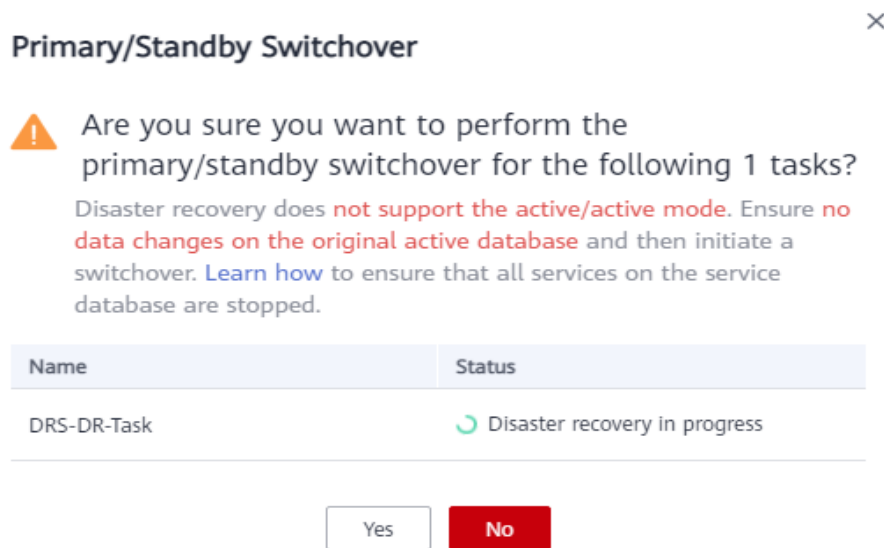 Primary/Standby Switchover
Are you sure you want to perform the
primary/standby switchover for the following 1 tasks?
Disaster recovery does not support the active/active mode. Ensure no
data changes on the original active database and then initiate a
switchover. Learn how to ensure that all services on the service
database are stopped.
Name Status
DRS-DR-Task Disaster recovery in progress
Yes No